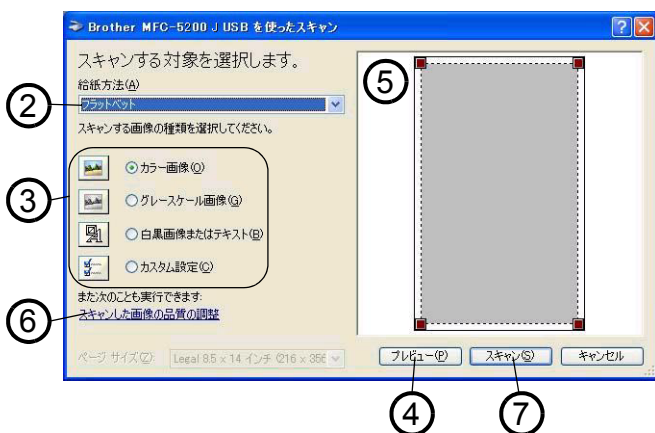 Brother MFC-5200 J USB を使ったスキャン
スキャンする対象を選択します。
⑤
給紙方法(A)
②
フラットベット
スキャンする画像の種類を選択してください。
③
カラー画像(O)
グレースケール画像(G)
白黒画像またはテキスト(B)
カスタム設定(C)
また次のことも実行できます:
⑥
スキャンした画像の品質の調整
ページ サイズ(Z): Legal 8.5 x 14 インチ (216 x 356
プレビュー(P) スキャン(S) キャンセル
④ ⑦